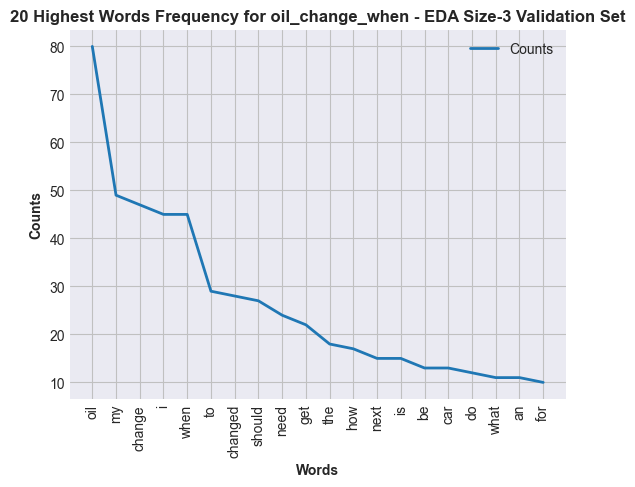 20 Highest Words Frequency for oil_change_when - EDA Size-3 Validation Set
Counts
80
70
60
50
40
30
20
10
Counts
oil
my
change
i
when
to
changed
should
need
get
the
how
next
is
be
car
do
what
an
for
Words